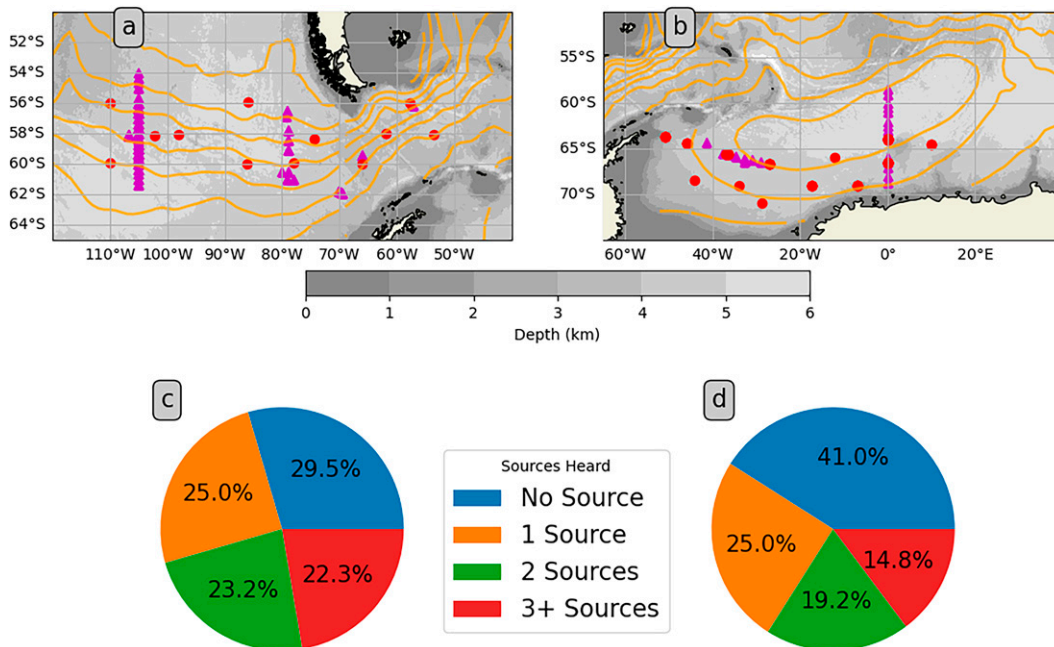 a
52°S
54°S
56°S
58°S
60°S
62°S
64°S
110°W 100°W 90°W 80°W 70°W 60°W 50°W
b
55°S
60°S
65°S
70°S
60°W 40°W 20°W 0° 20°E
0 1 2 3 4 5 6
Depth (km)
c
29.5%
25.0%
23.2%
22.3%
Sources Heard
No Source
1 Source
2 Sources
3+ Sources
d
41.0%
25.0%
19.2%
14.8%